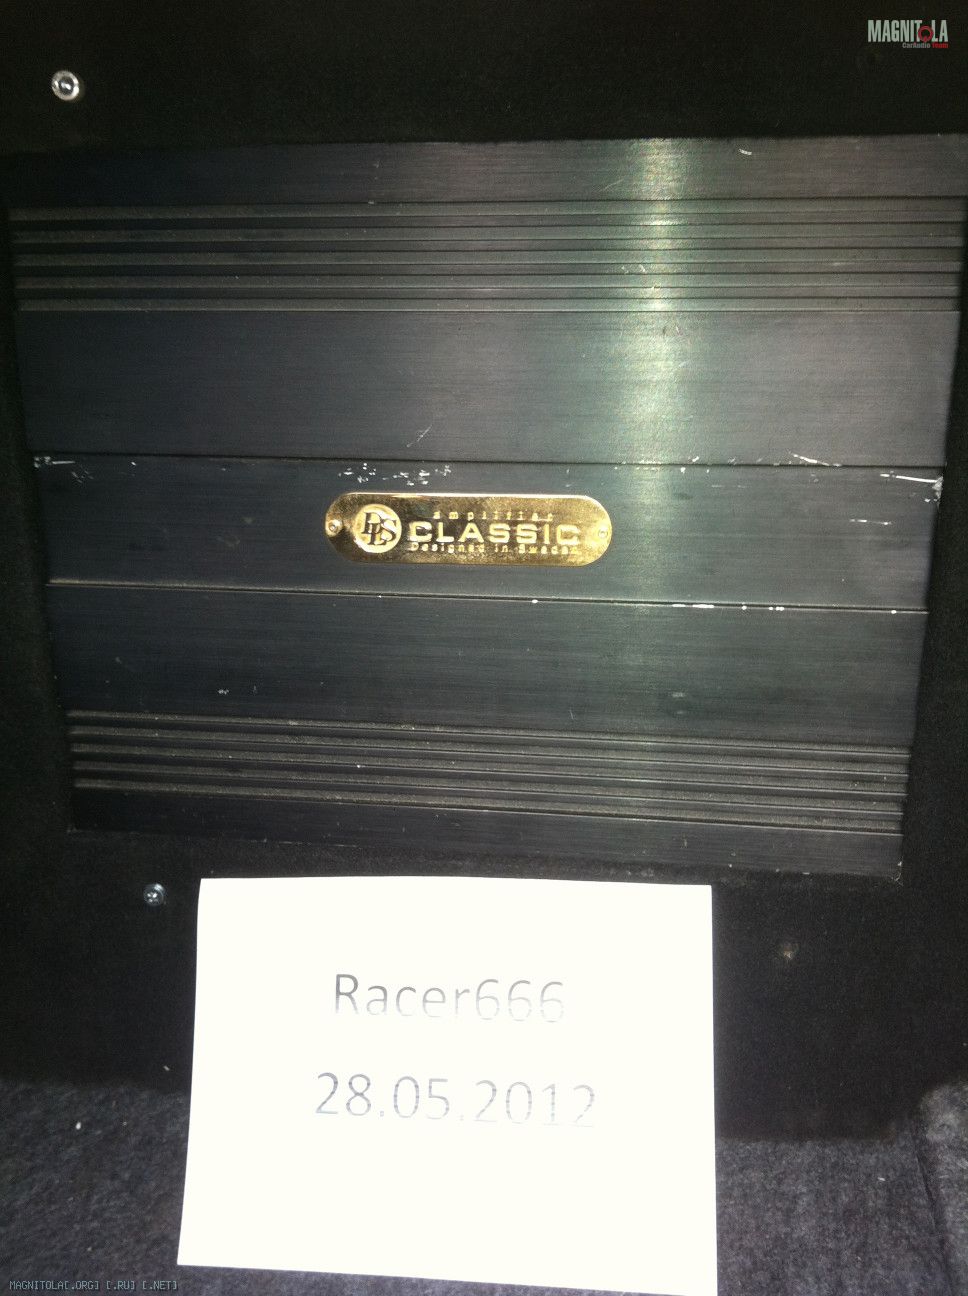 MAGNITOLA
CarAudio Team
DLS
amplifier
CLASSIC
Designed in Sweden
Racer666
28.05.2012
MAGNITOLA[.ORG] [.RU] [.NET]